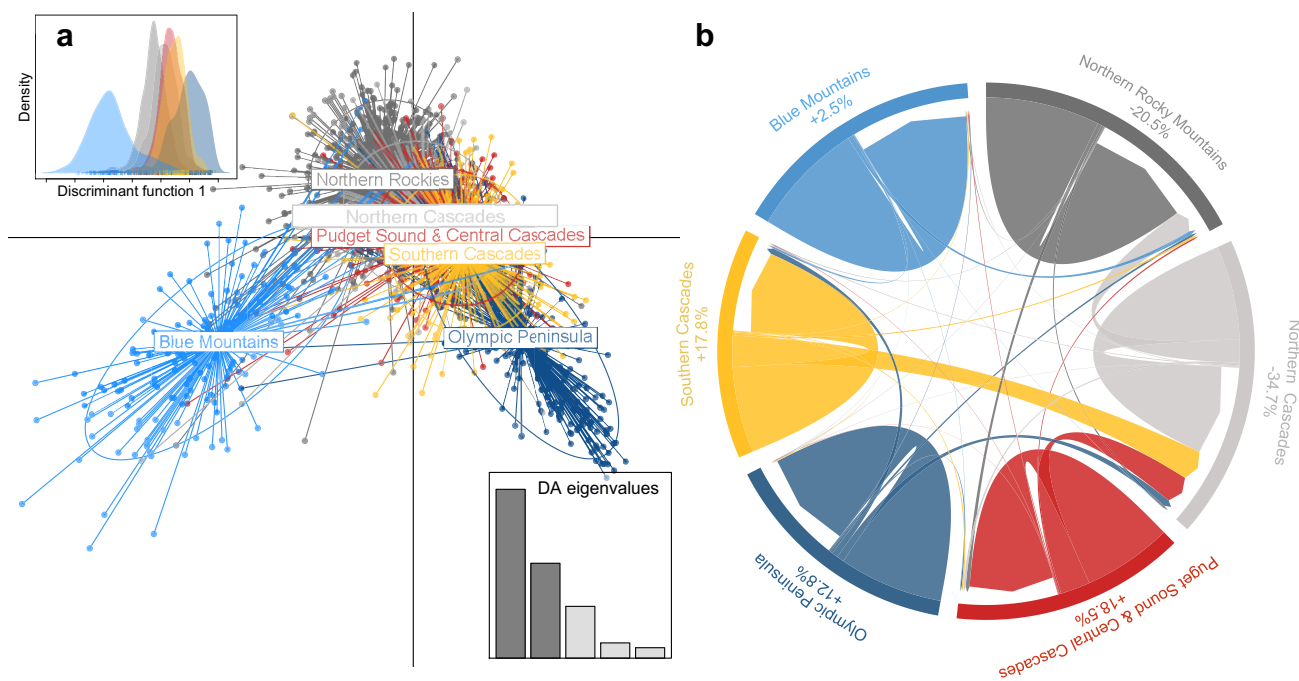 a
Density
Discriminant function 1
Northern Rockies
Northern Cascades
Pudget Sound & Central Cascades
Southern Cascades
Blue Mountains
Olympic Peninsula
DA eigenvalues
b
Blue Mountains
+2.5%
Northern Rocky Mountains
-20.5%
Southern Cascades
+17.8%
Northern Cascades
-34.7%
Olympic Peninsula
+12.8%
Puget Sound & Central Cascades
+18.5%